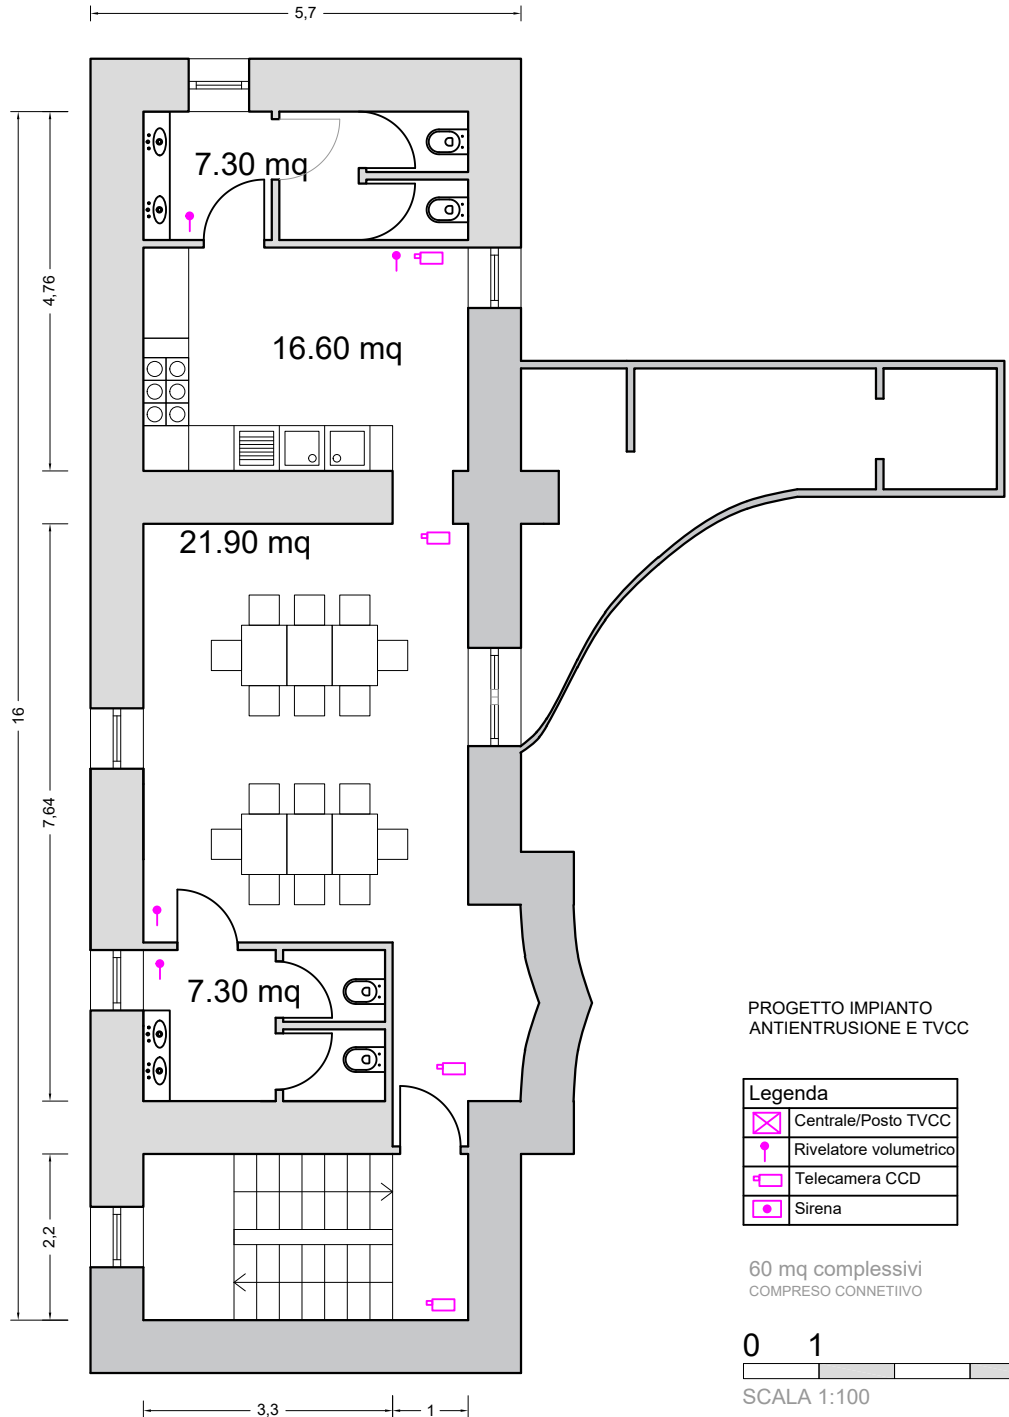 5,7
7.30 mq
4,76
16.60 mq
21.90 mq
16
7,64
7.30 mq
PROGETTO IMPIANTO
ANTIENTRUSIONE E TVCC
Legenda
Centrale/Posto TVCC
Rivelatore volumetrico
Telecamera CCD
Sirena
2,2
60 mq complessivi
COMPRESO CONNETIIVO
0 1
SCALA 1:100
3,3
1